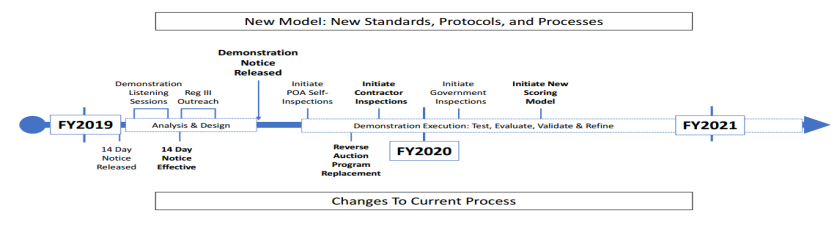 New Model: New Standards, Protocols, and Processes
Demonstration
Notice
Released
Demonstration
Listening
Sessions
Reg III
Outreach
Initiate
POA Self-
Inspections
Initiate
Contractor
Inspections
Initiate
Government
Inspections
Initiate New
Scoring
Model
FY2019
Analysis & Design
Demonstration Execution: Test, Evaluate, Validate & Refine
FY2021
14 Day
Notice
Released
14 Day
Notice
Effective
Reverse
Auction
Program
Replacement
FY2020
Changes To Current Process